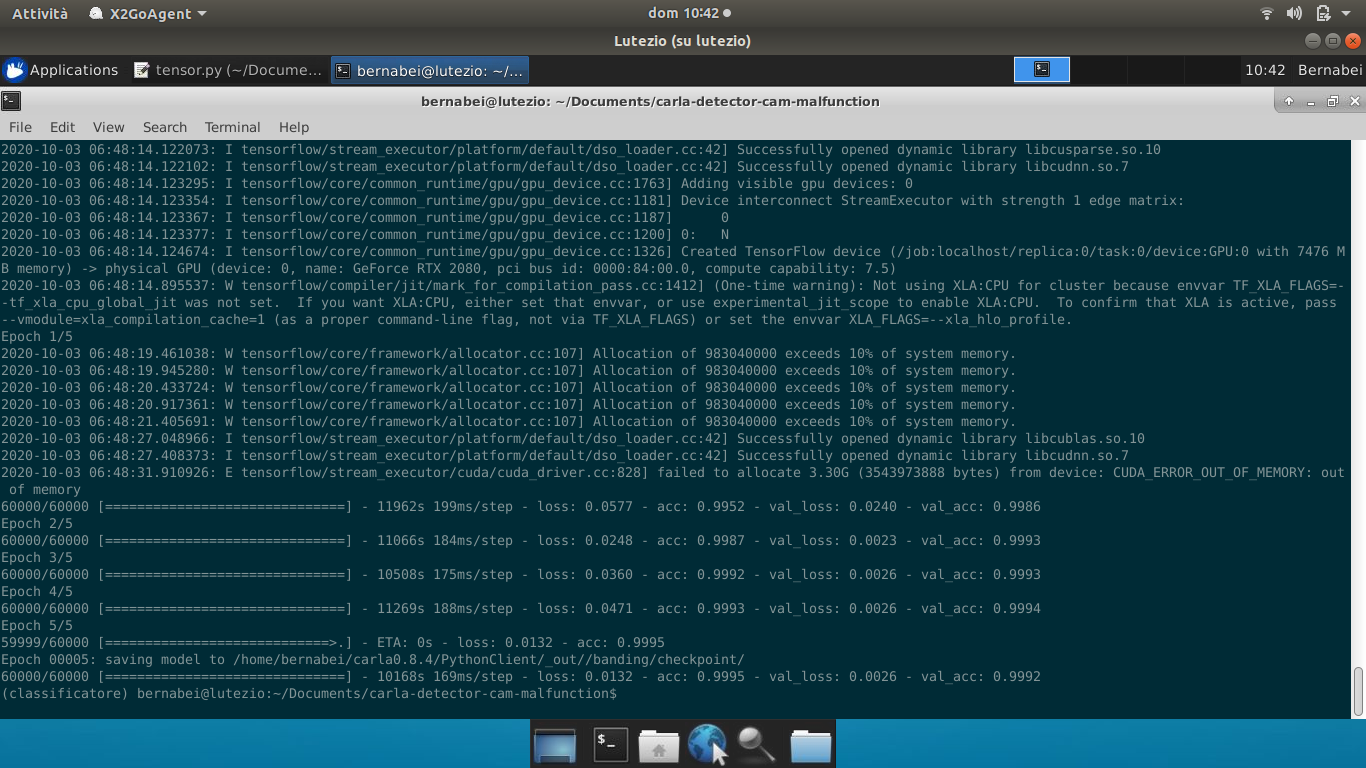 Attività X2GoAgent dom 10:42
Lutezio (su lutezio)
Applications tensor.py (~/Docume... bernabei@lutezio: ~/... 10:42 Bernabei
bernabei@lutezio: ~/Documents/carla-detector-cam-malfunction
File Edit View Search Terminal Help
2020-10-03 06:48:14.122073: I tensorflow/stream_executor/platform/default/dso_loader.cc:42] Successfully opened dynamic library libcusparse.so.10
2020-10-03 06:48:14.122102: I tensorflow/stream_executor/platform/default/dso_loader.cc:42] Successfully opened dynamic library libcudnn.so.7
2020-10-03 06:48:14.123295: I tensorflow/core/common_runtime/gpu/gpu_device.cc:1763] Adding visible gpu devices: 0
2020-10-03 06:48:14.123354: I tensorflow/core/common_runtime/gpu/gpu_device.cc:1181] Device interconnect StreamExecutor with strength 1 edge matrix:
2020-10-03 06:48:14.123367: I tensorflow/core/common_runtime/gpu/gpu_device.cc:1187]      0
2020-10-03 06:48:14.123377: I tensorflow/core/common_runtime/gpu/gpu_device.cc:1200] 0:   N
2020-10-03 06:48:14.124674: I tensorflow/core/common_runtime/gpu/gpu_device.cc:1326] Created TensorFlow device (/job:localhost/replica:0/task:0/device:GPU:0 with 7476 M
B memory) -> physical GPU (device: 0, name: GeForce RTX 2080, pci bus id: 0000:84:00.0, compute capability: 7.5)
2020-10-03 06:48:14.895537: W tensorflow/compiler/jit/mark_for_compilation_pass.cc:1412] (One-time warning): Not using XLA:CPU for cluster because envvar TF_XLA_FLAGS=-
-tf_xla_cpu_global_jit was not set.  If you want XLA:CPU, either set that envvar, or use experimental_jit_scope to enable XLA:CPU.  To confirm that XLA is active, pass
--vmodule=xla_compilation_cache=1 (as a proper command-line flag, not via TF_XLA_FLAGS) or set the envvar XLA_FLAGS=--xla_hlo_profile.
Epoch 1/5
2020-10-03 06:48:19.461038: W tensorflow/core/framework/allocator.cc:107] Allocation of 983040000 exceeds 10% of system memory.
2020-10-03 06:48:19.945280: W tensorflow/core/framework/allocator.cc:107] Allocation of 983040000 exceeds 10% of system memory.
2020-10-03 06:48:20.433724: W tensorflow/core/framework/allocator.cc:107] Allocation of 983040000 exceeds 10% of system memory.
2020-10-03 06:48:20.917361: W tensorflow/core/framework/allocator.cc:107] Allocation of 983040000 exceeds 10% of system memory.
2020-10-03 06:48:21.405691: W tensorflow/core/framework/allocator.cc:107] Allocation of 983040000 exceeds 10% of system memory.
2020-10-03 06:48:27.048966: I tensorflow/stream_executor/platform/default/dso_loader.cc:42] Successfully opened dynamic library libcublas.so.10
2020-10-03 06:48:27.408373: I tensorflow/stream_executor/platform/default/dso_loader.cc:42] Successfully opened dynamic library libcudnn.so.7
2020-10-03 06:48:31.910926: E tensorflow/stream_executor/cuda/cuda_driver.cc:828] failed to allocate 3.30G (3543973888 bytes) from device: CUDA_ERROR_OUT_OF_MEMORY: out
 of memory
60000/60000 [==============================] - 11962s 199ms/step - loss: 0.0577 - acc: 0.9952 - val_loss: 0.0240 - val_acc: 0.9986
Epoch 2/5
60000/60000 [==============================] - 11066s 184ms/step - loss: 0.0248 - acc: 0.9987 - val_loss: 0.0023 - val_acc: 0.9993
Epoch 3/5
60000/60000 [==============================] - 10508s 175ms/step - loss: 0.0360 - acc: 0.9992 - val_loss: 0.0026 - val_acc: 0.9993
Epoch 4/5
60000/60000 [==============================] - 11269s 188ms/step - loss: 0.0471 - acc: 0.9993 - val_loss: 0.0026 - val_acc: 0.9994
Epoch 5/5
59999/60000 [============================>.] - ETA: 0s - loss: 0.0132 - acc: 0.9995
Epoch 00005: saving model to /home/bernabei/carla0.8.4/PythonClient/_out//banding/checkpoint/
60000/60000 [==============================] - 10168s 169ms/step - loss: 0.0132 - acc: 0.9995 - val_loss: 0.0026 - val_acc: 0.9992
(classificatore) bernabei@lutezio:~/Documents/carla-detector-cam-malfunction$